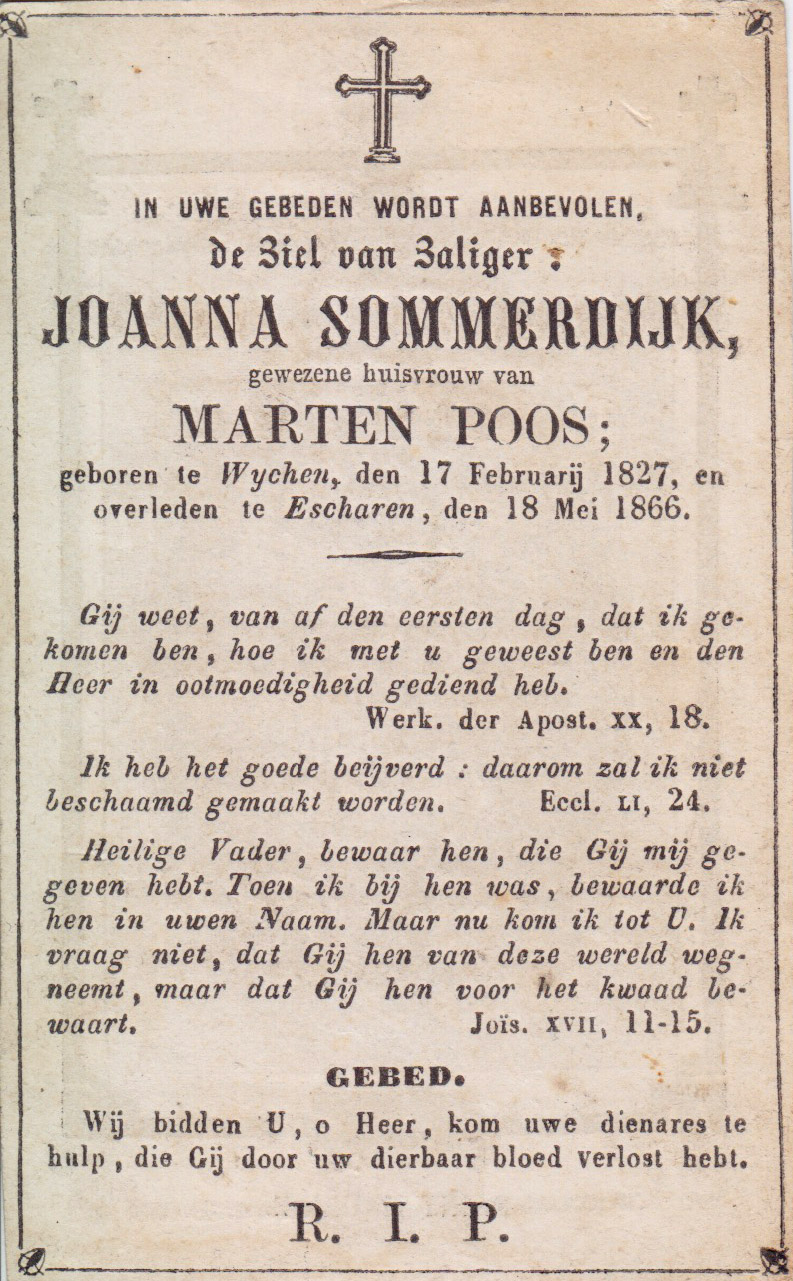 IN UWE GEBEDEN WORDT AANBEVOLEN,
de Ziel van Zaliger :
JOANNA SOMMERDIJK,
gewezene huisvrouw van
MARTEN POOS;
geboren te Wychen, den 17 Februarij 1827, en
overleden te Escharen, den 18 Mei 1866.
Gij weet, van af den eersten dag, dat ik ge-
komen ben, hoe ik met u geweest ben en den
Heer in ootmoedigheid gediend heb.
Werk. der Apost. XX, 18.
Ik heb het goede beijverd : daarom zal ik niet
beschaamd gemaakt worden. Eccl. LI, 24.
Heilige Vader, bewaar hen, die Gij mij ge-
geven hebt. Toen ik bij hen was, bewaarde ik
hen in uwen Naam. Maar nu kom ik tot U. Ik
vraag niet, dat Gij hen van deze wereld weg-
neemt, maar dat Gij hen voor het kwaad be-
waart. Joïs. XVII, 11-15.
GEBED.
Wij bidden U, o Heer, kom uwe dienares te
hulp, die Gij door uw dierbaar bloed verlost hebt.
R. I. P.